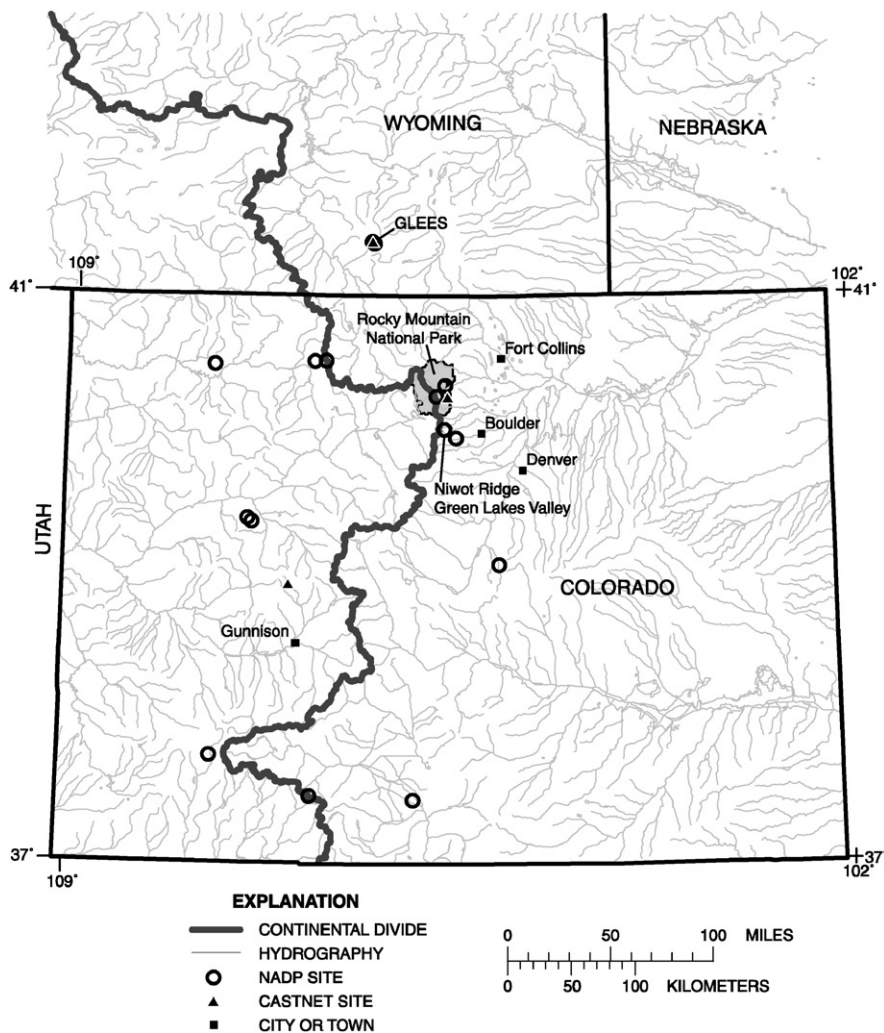 WYOMING
NEBRASKA
GLEES
109°
102°
41°
41°
Rocky Mountain
National Park
Fort Collins
Boulder
Denver
Niwot Ridge
Green Lakes Valley
UTAH
COLORADO
Gunnison
37°
37°
109°
102°
EXPLANATION
CONTINENTAL DIVIDE
HYDROGRAPHY
NADP SITE
CASTNET SITE
CITY OR TOWN
0 50 100 MILES
0 50 100 KILOMETERS